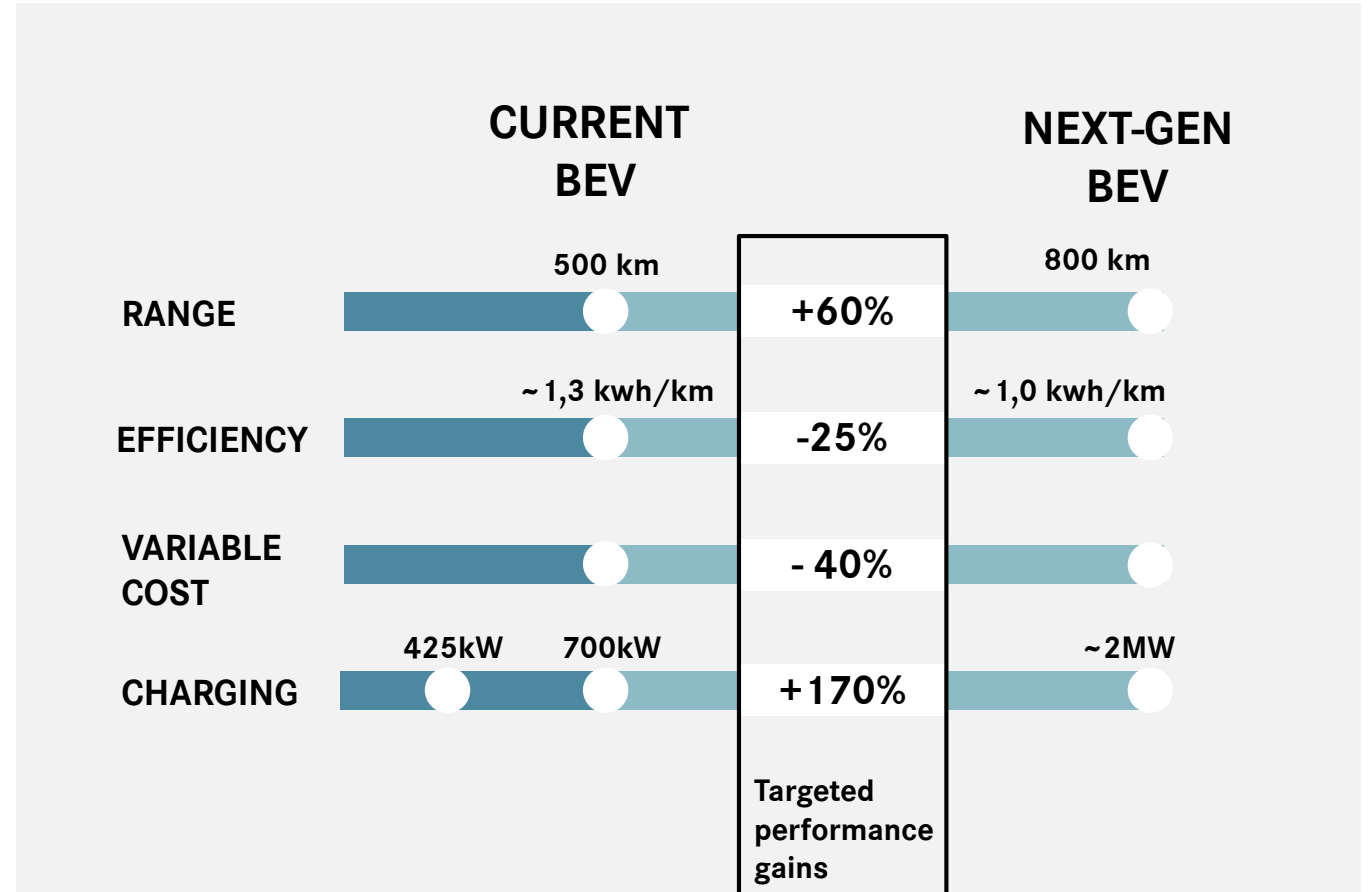 CURRENT
BEV
NEXT-GEN
BEV
500 km
800 km
RANGE
+60%
~ 1,3 kwh/km
~ 1,0 kwh/km
EFFICIENCY
-25%
VARIABLE
COST
- 40%
425kW
700kW
~2MW
CHARGING
+170%
Targeted
performance
gains